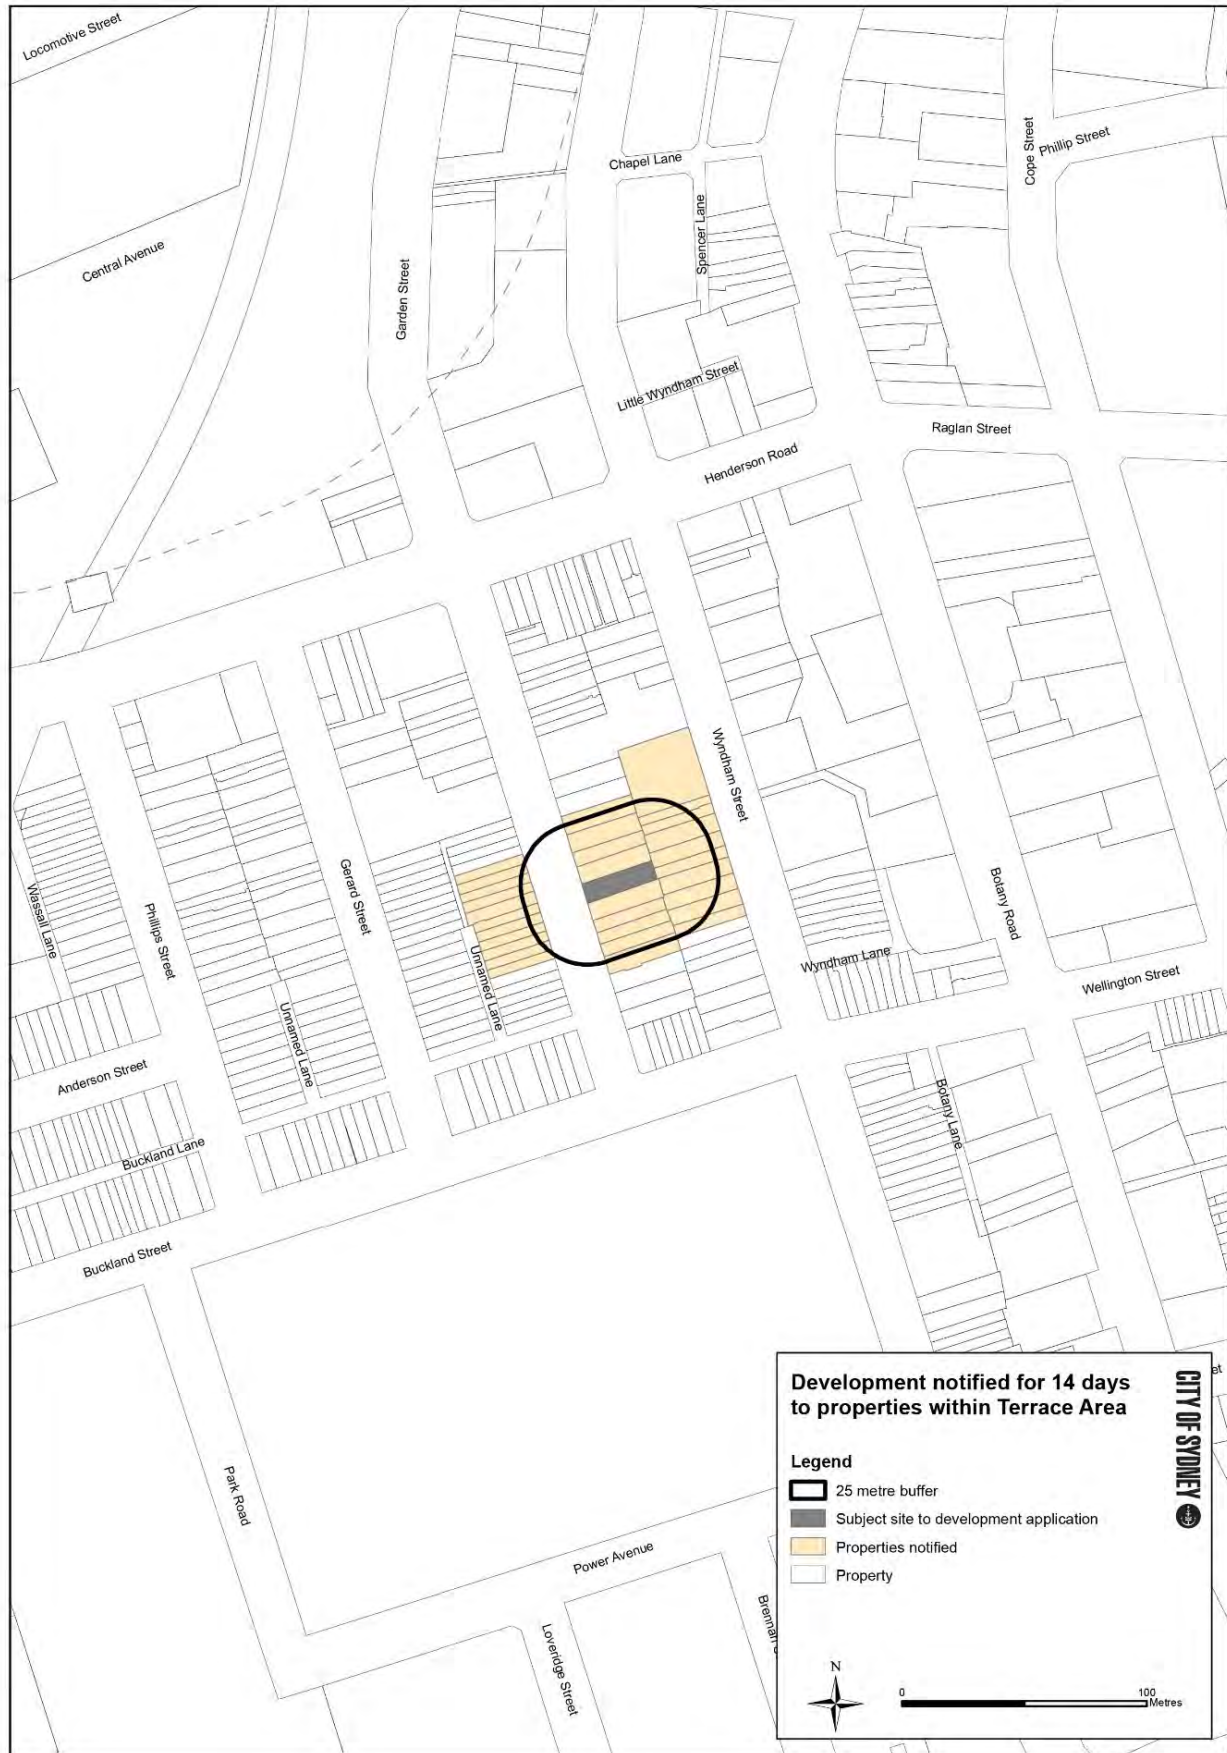 Locomotive Street
Cope Street
Phillip Street
Chapel Lane
Spencer Lane
Central Avenue
Garden Street
Little Wyndham Street
Raglan Street
Henderson Road
Wyndham Street
Gerard Street
Botany Road
Wassall Lane
Phillips Street
Unnamed Lane
Wyndham Lane
Wellington Street
Unnamed Lane
Anderson Street
Botany Lane
Buckland Lane
Buckland Street
Park Road
Power Avenue
Loveridge Street
Brennan
et
Development notified for 14 days
to properties within Terrace Area
CITY OF SYDNEY
Legend
25 metre buffer
Subject site to development application
Properties notified
Property
N
0 100
Metres